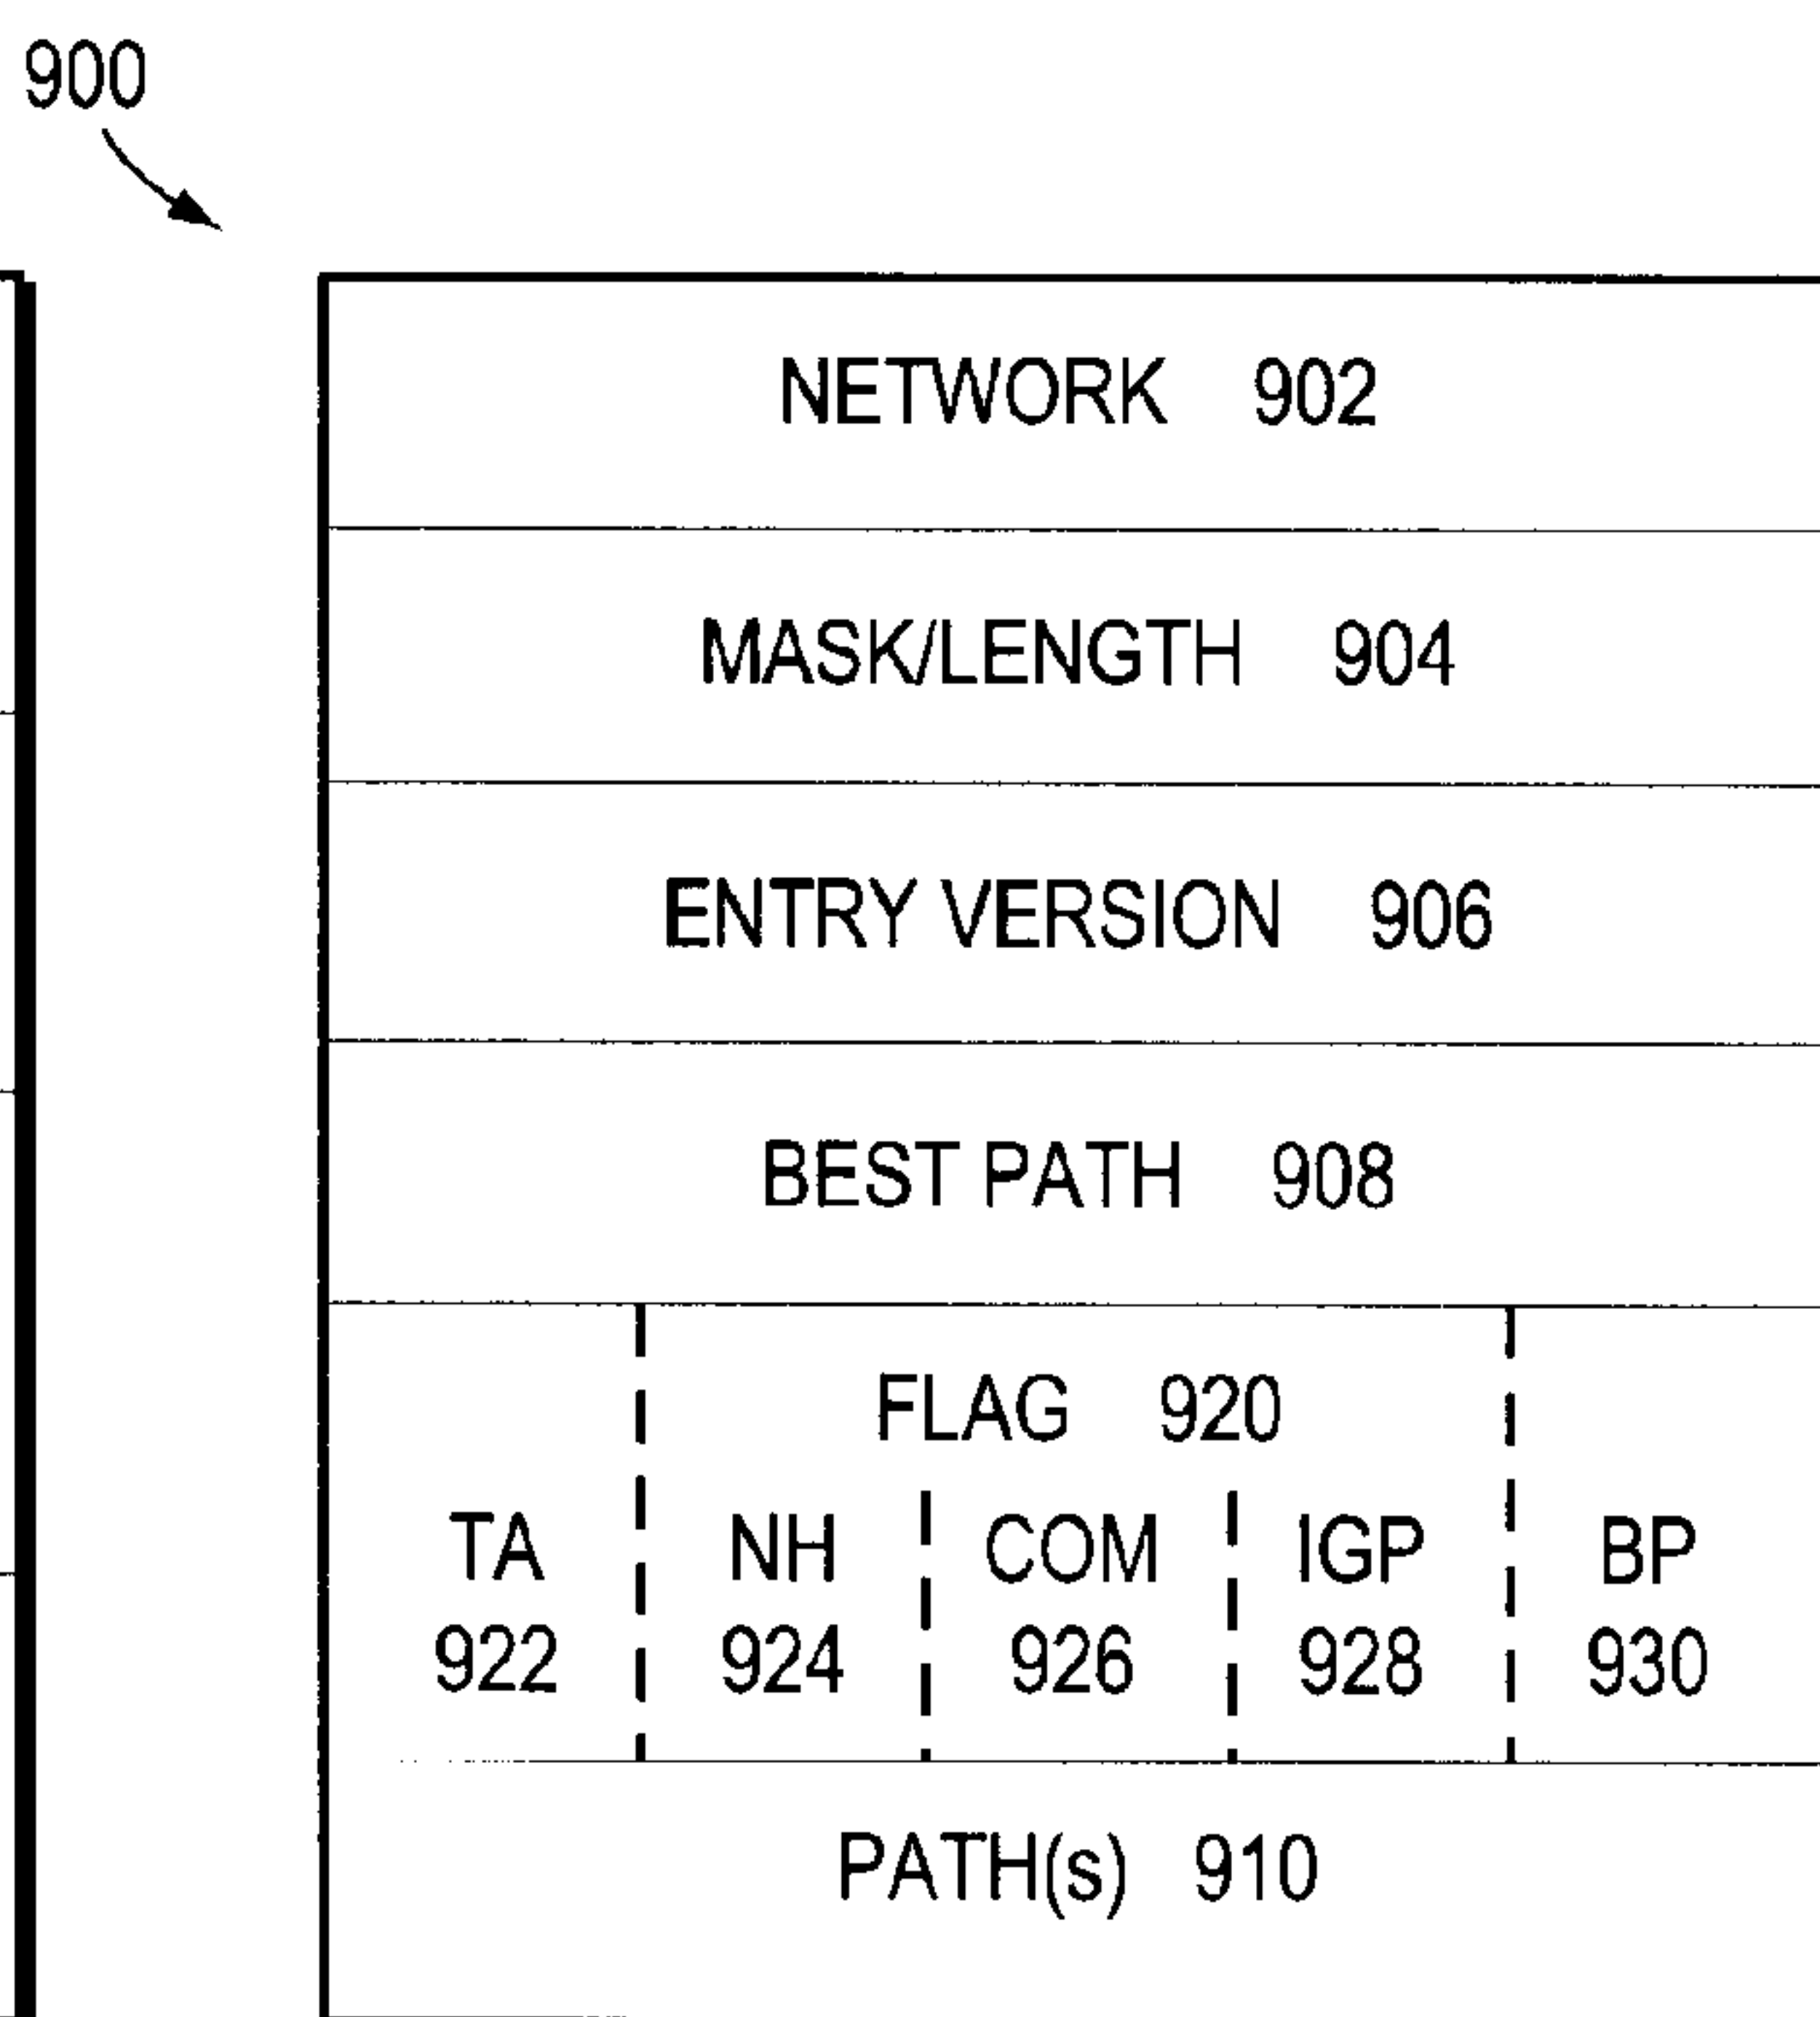 900
NETWORK 902
MASK/LENGTH 904
ENTRY VERSION 906
BEST PATH 908
FLAG 920
TA NH COM IGP BP
922 924 926 928 930
PATH(s) 910